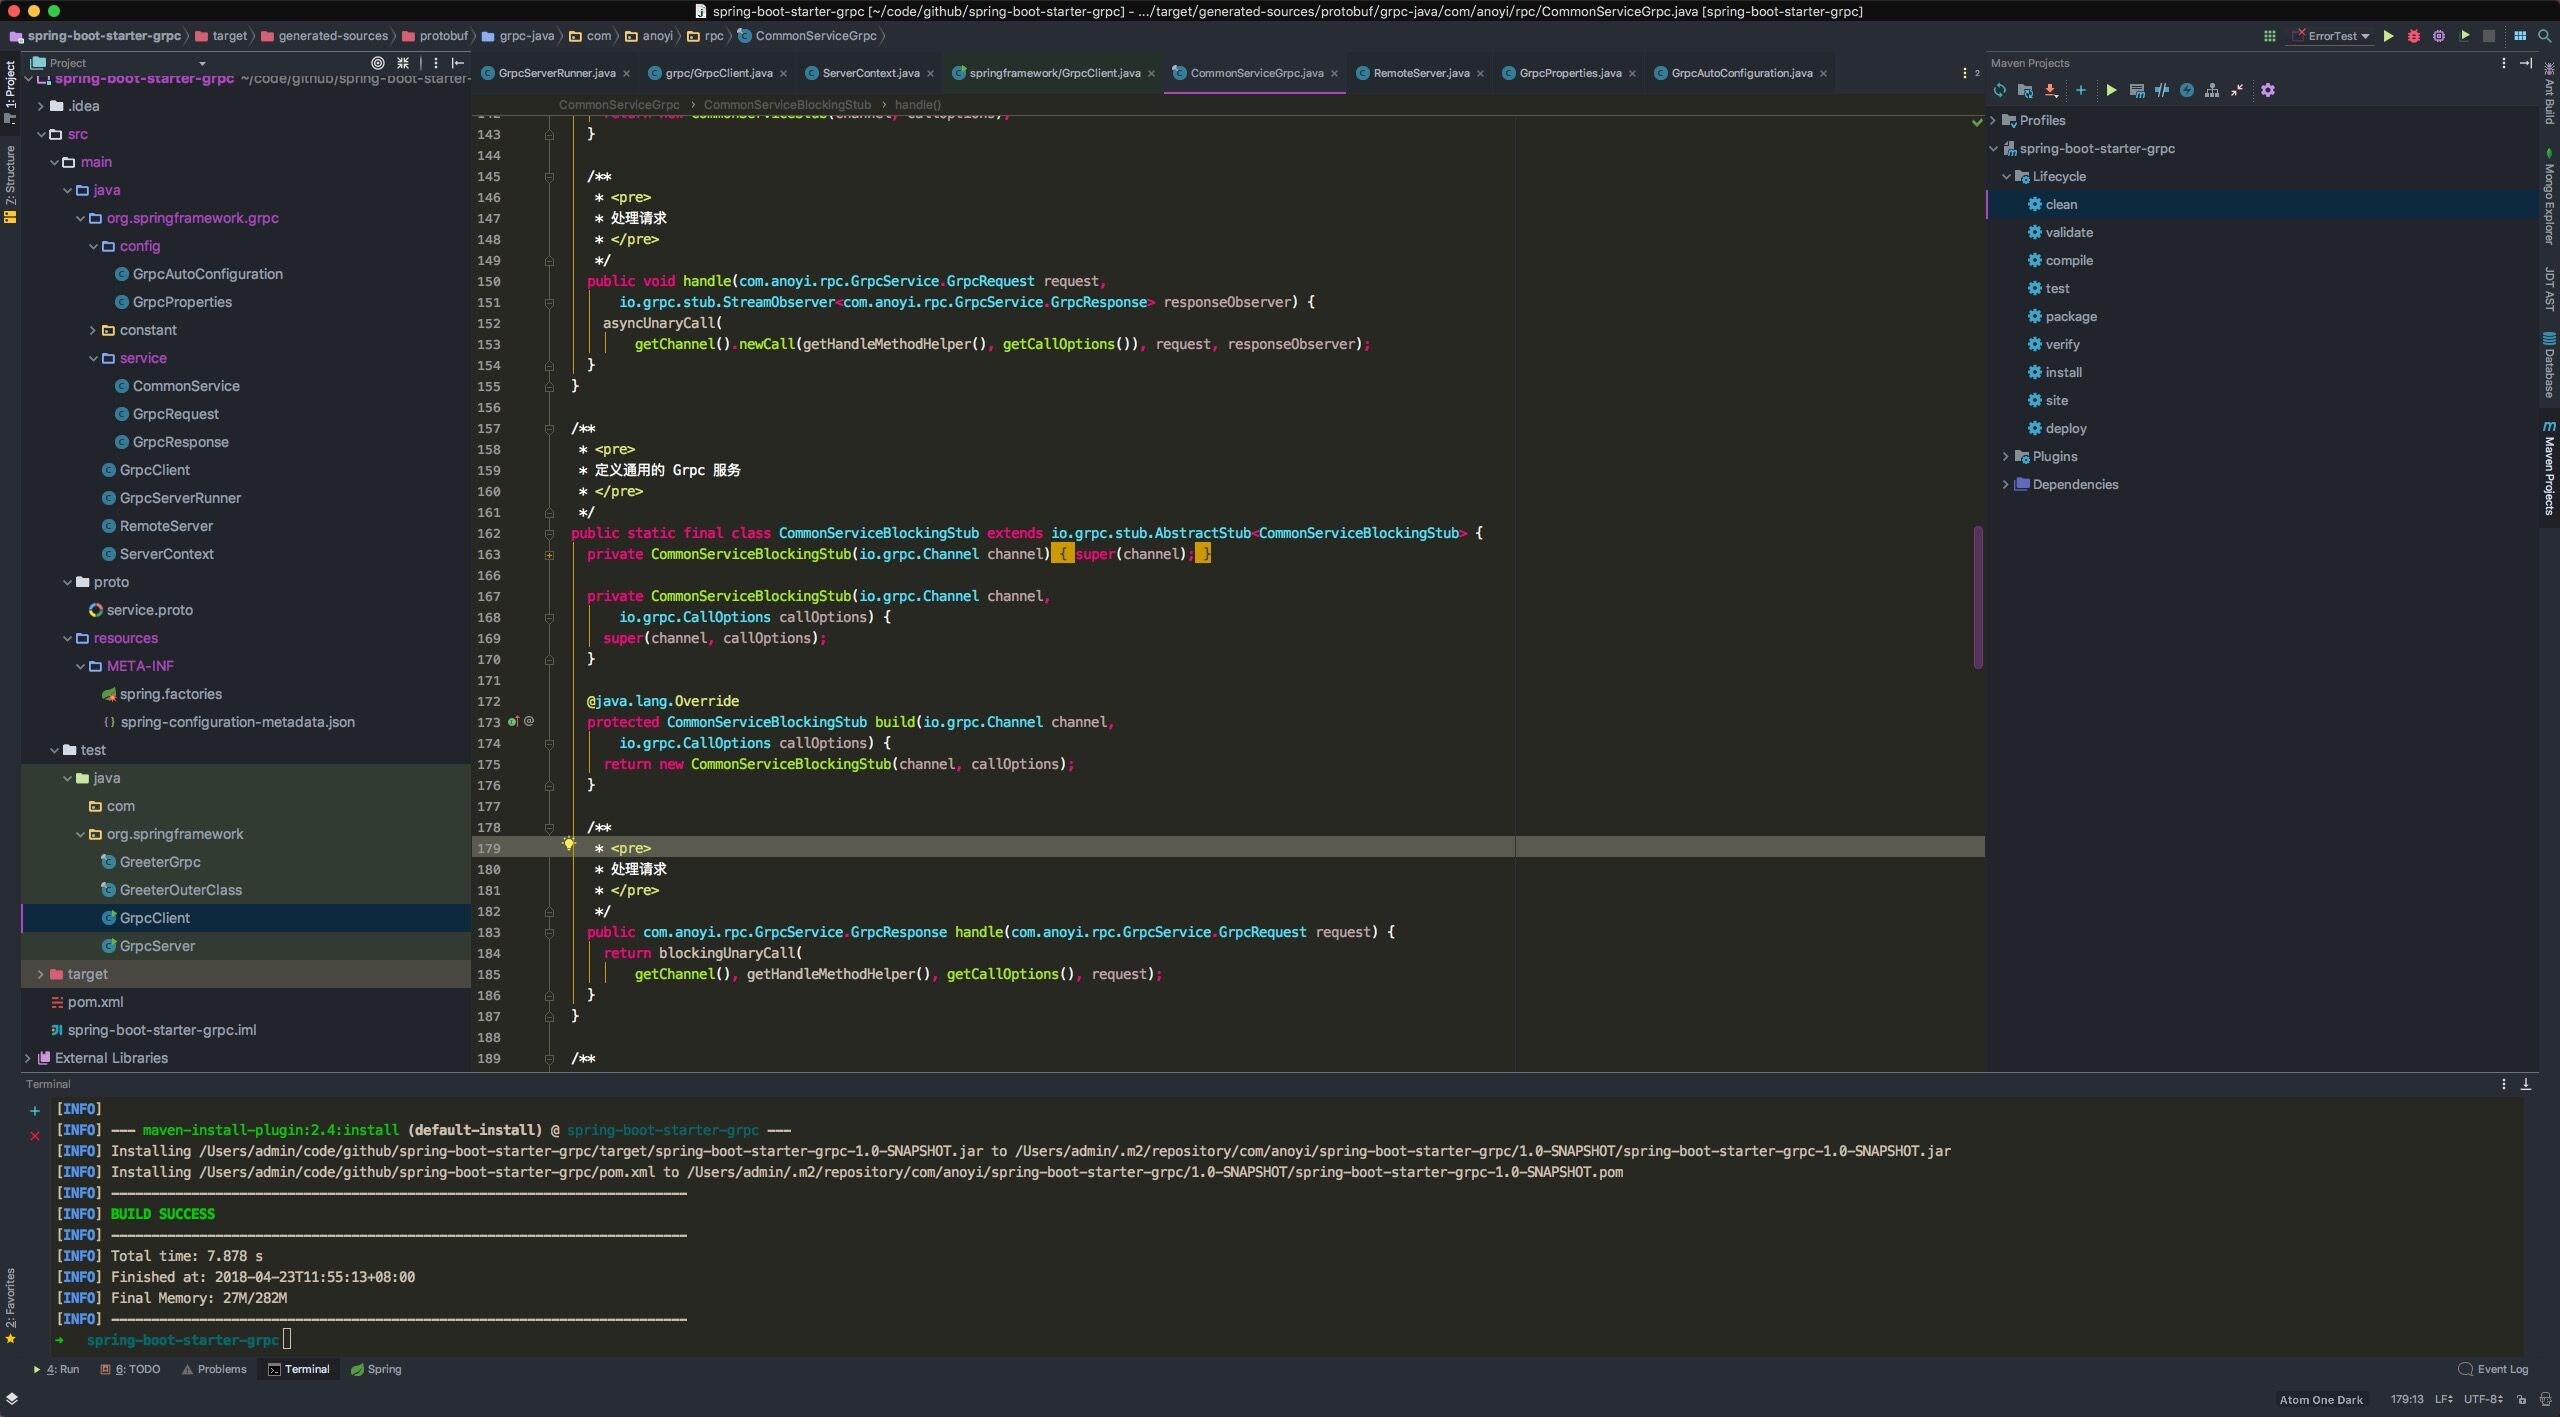 spring-boot-starter-grpc [~/code/github/spring-boot-starter-grpc] - .../target/generated-sources/protobuf/grpc-java/com/anoyi/rpc/CommonServiceGrpc.java [spring-boot-starter-grpc]
spring-boot-starter-grpc target generated-sources protobuf grpc-java com anoyi rpc CommonServiceGrpc
ErrorTest
1: Project
Z: Structure
2: Favorites
Project
spring-boot-starter-grpc ~/code/github/spring-boot-starter-
.idea
src
main
java
org.springframework.grpc
config
GrpcAutoConfiguration
GrpcProperties
constant
service
CommonService
GrpcRequest
GrpcResponse
GrpcClient
GrpcServerRunner
RemoteServer
ServerContext
proto
service.proto
resources
META-INF
spring.factories
spring-configuration-metadata.json
test
java
com
org.springframework
GreeterGrpc
GreeterOuterClass
GrpcClient
GrpcServer
target
pom.xml
spring-boot-starter-grpc.iml
External Libraries
GrpcServerRunner.java grpc/GrpcClient.java ServerContext.java springframework/GrpcClient.java CommonServiceGrpc.java RemoteServer.java GrpcProperties.java GrpcAutoConfiguration.java 2
CommonServiceGrpc › CommonServiceBlockingStub › handle()
142 return new CommonServiceStub(channel, callOptions);
143 }
144
145 /**
146 * <pre>
147 * 处理请求
148 * </pre>
149 */
150 public void handle(com.anoyi.rpc.GrpcService.GrpcRequest request,
151 io.grpc.stub.StreamObserver<com.anoyi.rpc.GrpcService.GrpcResponse> responseObserver) {
152 asyncUnaryCall(
153 getChannel().newCall(getHandleMethodHelper(), getCallOptions()), request, responseObserver);
154 }
155 }
156
157 /**
158 * <pre>
159 * 定义通用的 Grpc 服务
160 * </pre>
161 */
162 public static final class CommonServiceBlockingStub extends io.grpc.stub.AbstractStub<CommonServiceBlockingStub> {
163 private CommonServiceBlockingStub(io.grpc.Channel channel) { super(channel); }
166
167 private CommonServiceBlockingStub(io.grpc.Channel channel,
168 io.grpc.CallOptions callOptions) {
169 super(channel, callOptions);
170 }
171
172 @java.lang.Override
173 protected CommonServiceBlockingStub build(io.grpc.Channel channel,
174 io.grpc.CallOptions callOptions) {
175 return new CommonServiceBlockingStub(channel, callOptions);
176 }
177
178 /**
179 * <pre>
180 * 处理请求
181 * </pre>
182 */
183 public com.anoyi.rpc.GrpcService.GrpcResponse handle(com.anoyi.rpc.GrpcService.GrpcRequest request) {
184 return blockingUnaryCall(
185 getChannel(), getHandleMethodHelper(), getCallOptions(), request);
186 }
187 }
188
189 /**
Maven Projects
Profiles
spring-boot-starter-grpc
Lifecycle
clean
validate
compile
test
package
verify
install
site
deploy
Plugins
Dependencies
Ant Build
Mongo Explorer
JDT AST
Database
Maven Projects
Terminal
[INFO]
[INFO] --- maven-install-plugin:2.4:install (default-install) @ spring-boot-starter-grpc ---
[INFO] Installing /Users/admin/code/github/spring-boot-starter-grpc/target/spring-boot-starter-grpc-1.0-SNAPSHOT.jar to /Users/admin/.m2/repository/com/anoyi/spring-boot-starter-grpc/1.0-SNAPSHOT/spring-boot-starter-grpc-1.0-SNAPSHOT.jar
[INFO] Installing /Users/admin/code/github/spring-boot-starter-grpc/pom.xml to /Users/admin/.m2/repository/com/anoyi/spring-boot-starter-grpc/1.0-SNAPSHOT/spring-boot-starter-grpc-1.0-SNAPSHOT.pom
[INFO] ------------------------------------------------------------------------
[INFO] BUILD SUCCESS
[INFO] ------------------------------------------------------------------------
[INFO] Total time: 7.878 s
[INFO] Finished at: 2018-04-23T11:55:13+08:00
[INFO] Final Memory: 27M/282M
[INFO] ------------------------------------------------------------------------
➜ spring-boot-starter-grpc
4: Run 6: TODO Problems Terminal Spring Event Log
Atom One Dark 179:13 LF UTF-8